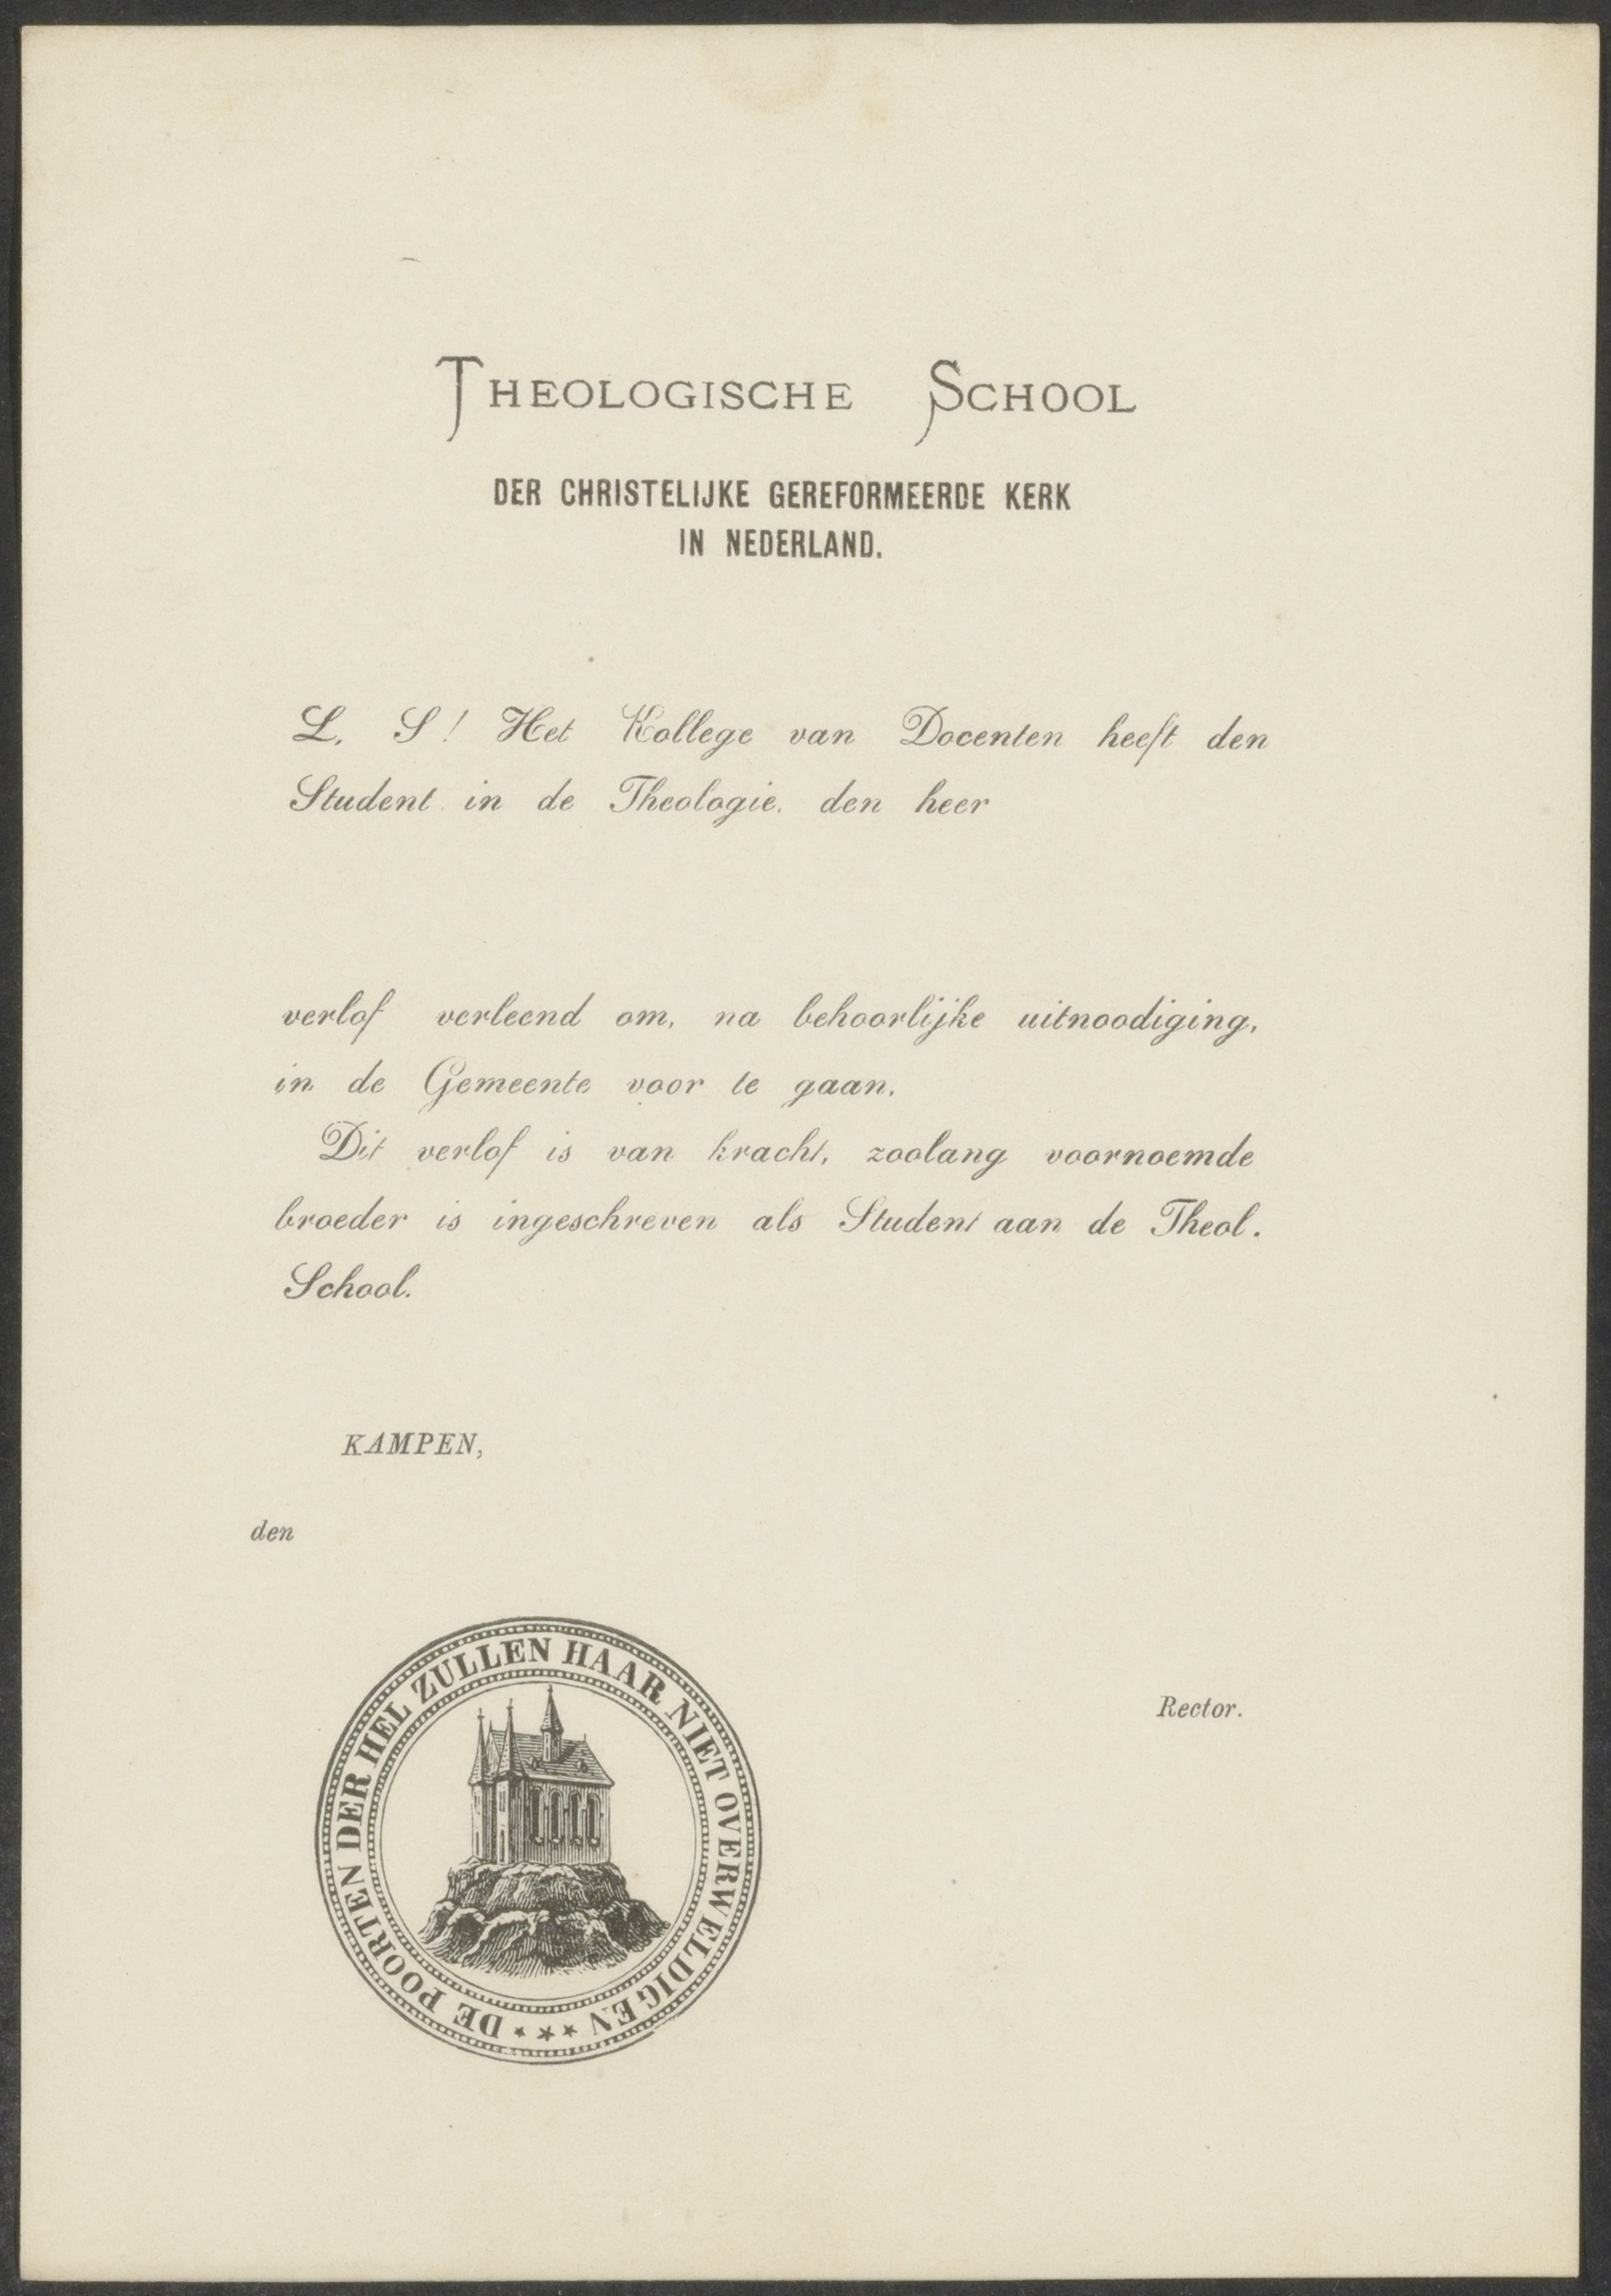 THEOLOGISCHE SCHOOL
DER CHRISTELIJKE GEREFORMEERDE KERK
IN NEDERLAND.
L. S! Het Kollege van Docenten heeft den
Student in de Theologie, den heer
verlof verleend om, na behoorlijke uitnoodiging,
in de Gemeente voor te gaan.
Dit verlof is van kracht, zoolang voornoemde
broeder is ingeschreven als Student aan de Theol.
School.
KAMPEN,
den
Rector.
DE POORTEN DER HEL ZULLEN HAAR NIET OVERWELDIGEN